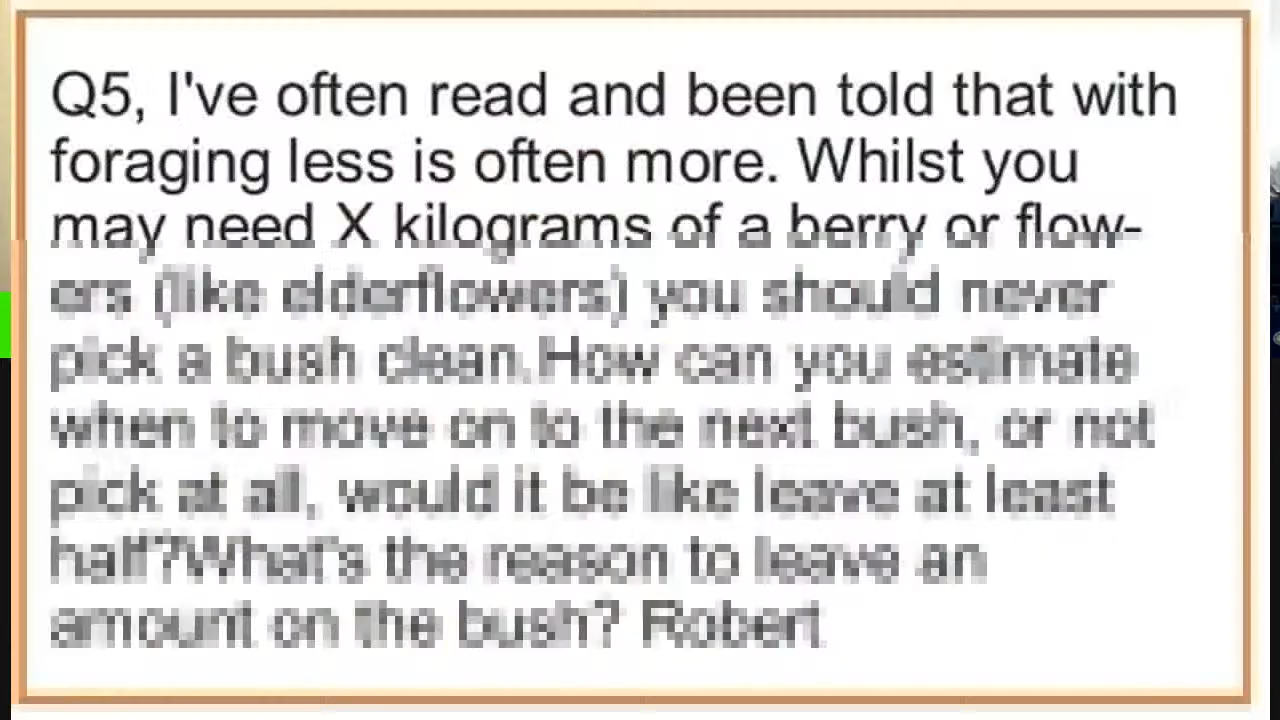 Q5, I've often read and been told that with
foraging less is often more. Whilst you
may need X kilograms of a berry or flow-
ers (like elderflowers) you should never
pick a bush clean.How can you estimate
when to move on to the next bush, or not
pick at all, would it be like leave at least
half?What's the reason to leave an
amount on the bush? Robert